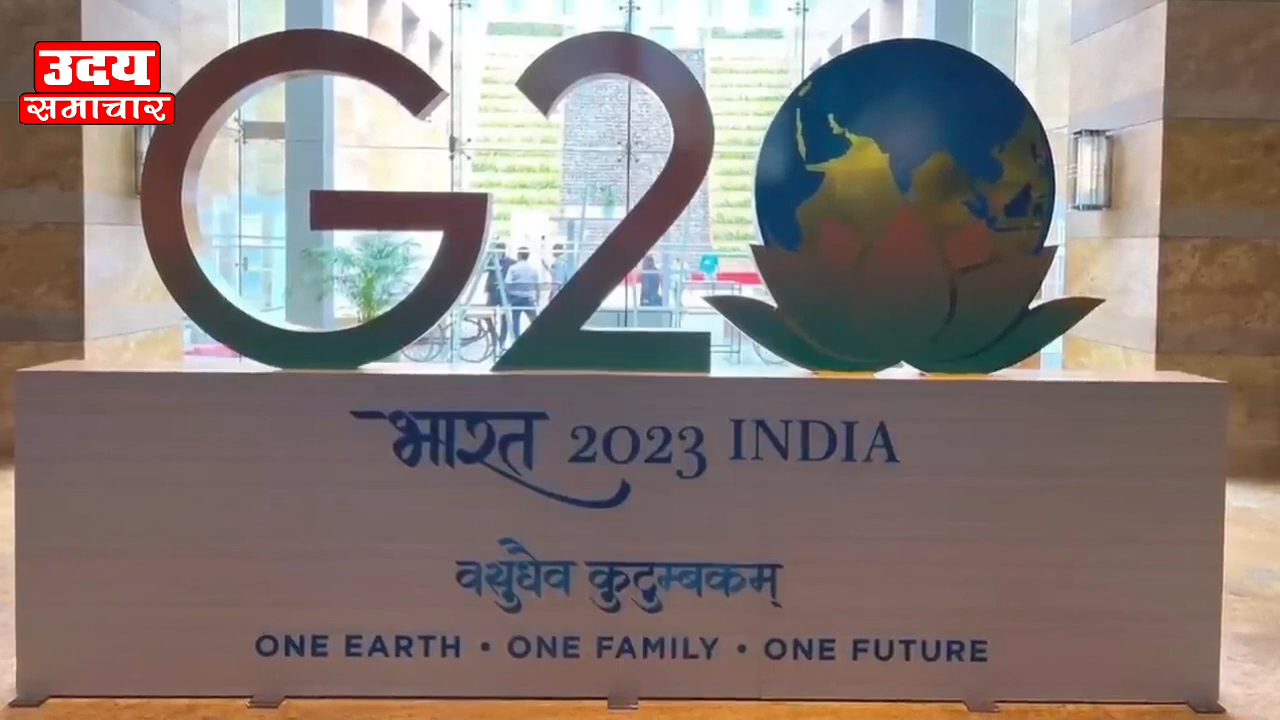 उदय
समाचार
G20
भारत 2023 INDIA
वसुधैव कुटुम्बकम्
ONE EARTH • ONE FAMILY • ONE FUTURE